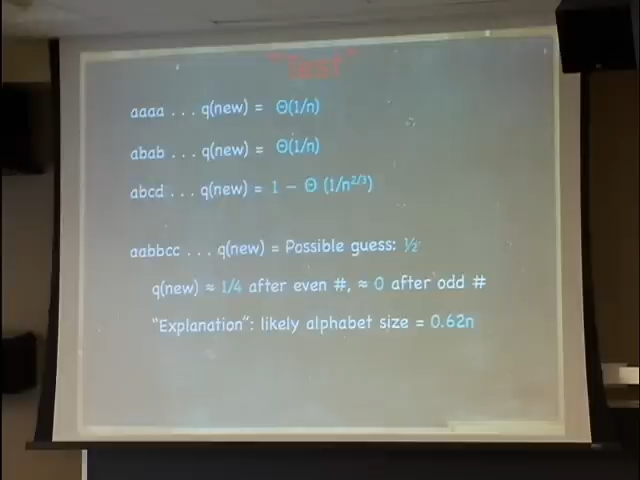 "Test"
aaaa . . . q(new) = Θ(1/n)
abab . . . q(new) = Θ(1/n)
abcd . . . q(new) = 1 − Θ (1/n^2/3)
aabbcc . . . q(new) = Possible guess: ½
q(new) ≈ 1/4 after even #, ≈ 0 after odd #
"Explanation": likely alphabet size = 0.62n